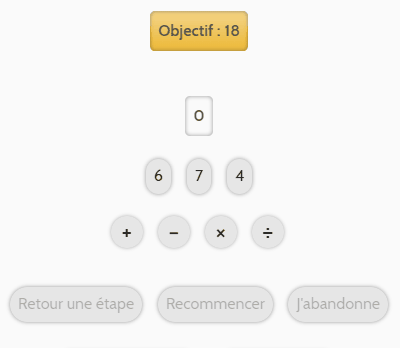 Objectif : 18
0
6 7 4
+ − × ÷
Retour une étape Recommencer J'abandonne